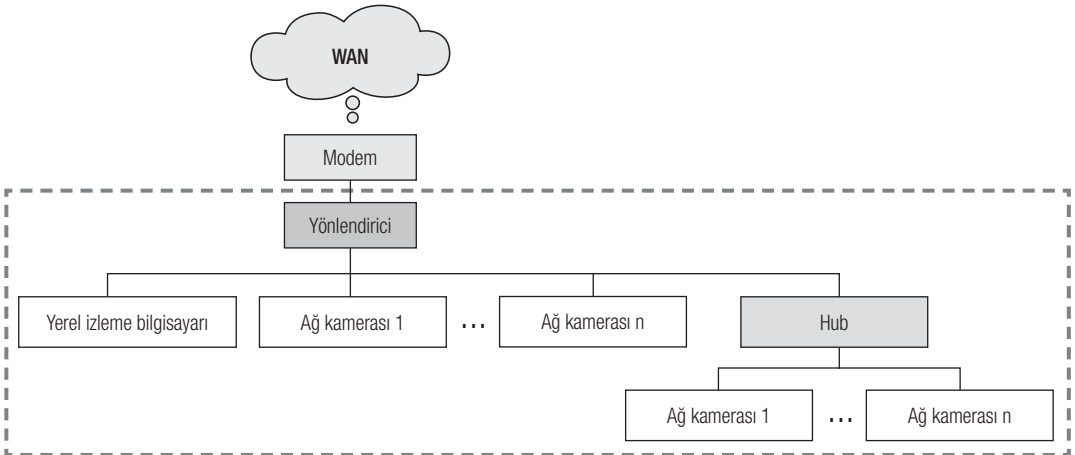 WAN
Modem
Yönlendirici
Yerel izleme bilgisayarı
Ağ kamerası 1
...
Ağ kamerası n
Hub
Ağ kamerası 1
...
Ağ kamerası n